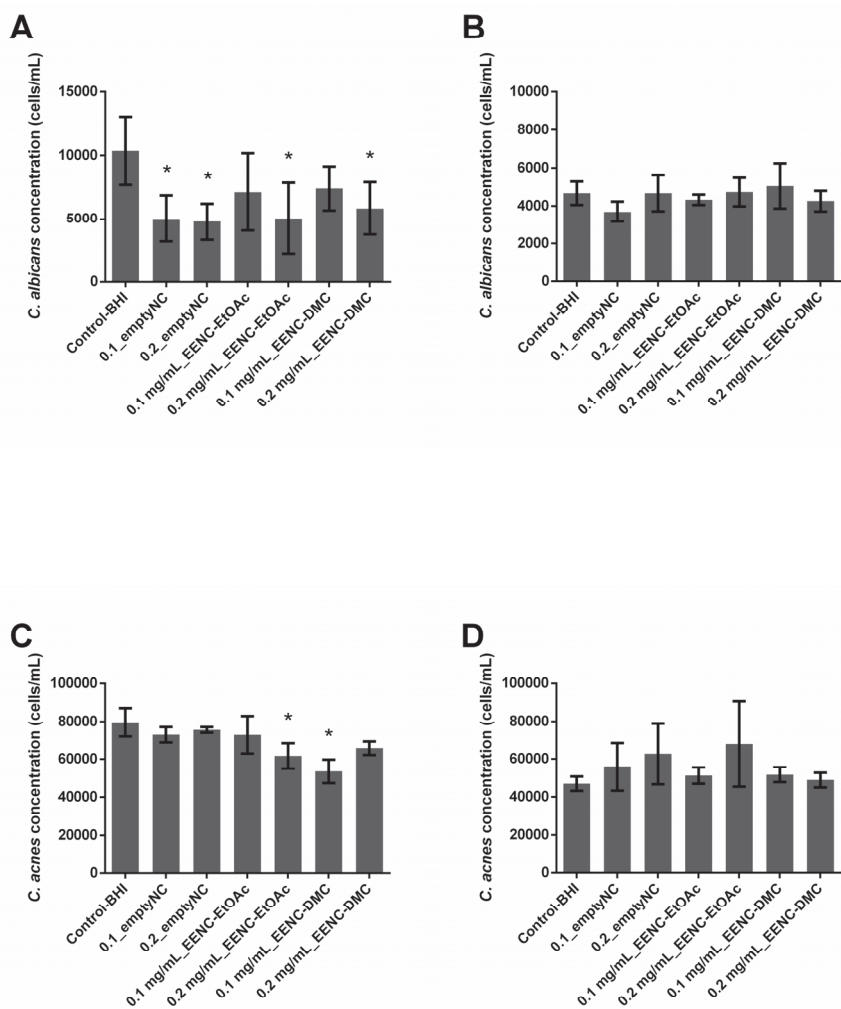 A
C. albicans concentration (cells/mL)
15000
10000
5000
0
*
*
*
*
Control-BHI
0.1_emptyNC
0.2_emptyNC
0.1 mg/mL_EENC-EtOAc
0.2 mg/mL_EENC-EtOAc
0.1 mg/mL_EENC-DMC
0.2 mg/mL_EENC-DMC
B
C. albicans concentration (cells/mL)
10000
8000
6000
4000
2000
0
Control-BHI
0.1_emptyNC
0.2_emptyNC
0.1 mg/mL_EENC-EtOAc
0.2 mg/mL_EENC-EtOAc
0.1 mg/mL_EENC-DMC
0.2 mg/mL_EENC-DMC
C
C. acnes concentration (cells/mL)
100000
80000
60000
40000
20000
0
*
*
Control-BHI
0.1_emptyNC
0.2_emptyNC
0.1 mg/mL_EENC-EtOAc
0.2 mg/mL_EENC-EtOAc
0.1 mg/mL_EENC-DMC
0.2 mg/mL_EENC-DMC
D
C. acnes concentration (cells/mL)
100000
80000
60000
40000
20000
0
Control-BHI
0.1_emptyNC
0.2_emptyNC
0.1 mg/mL_EENC-EtOAc
0.2 mg/mL_EENC-EtOAc
0.1 mg/mL_EENC-DMC
0.2 mg/mL_EENC-DMC